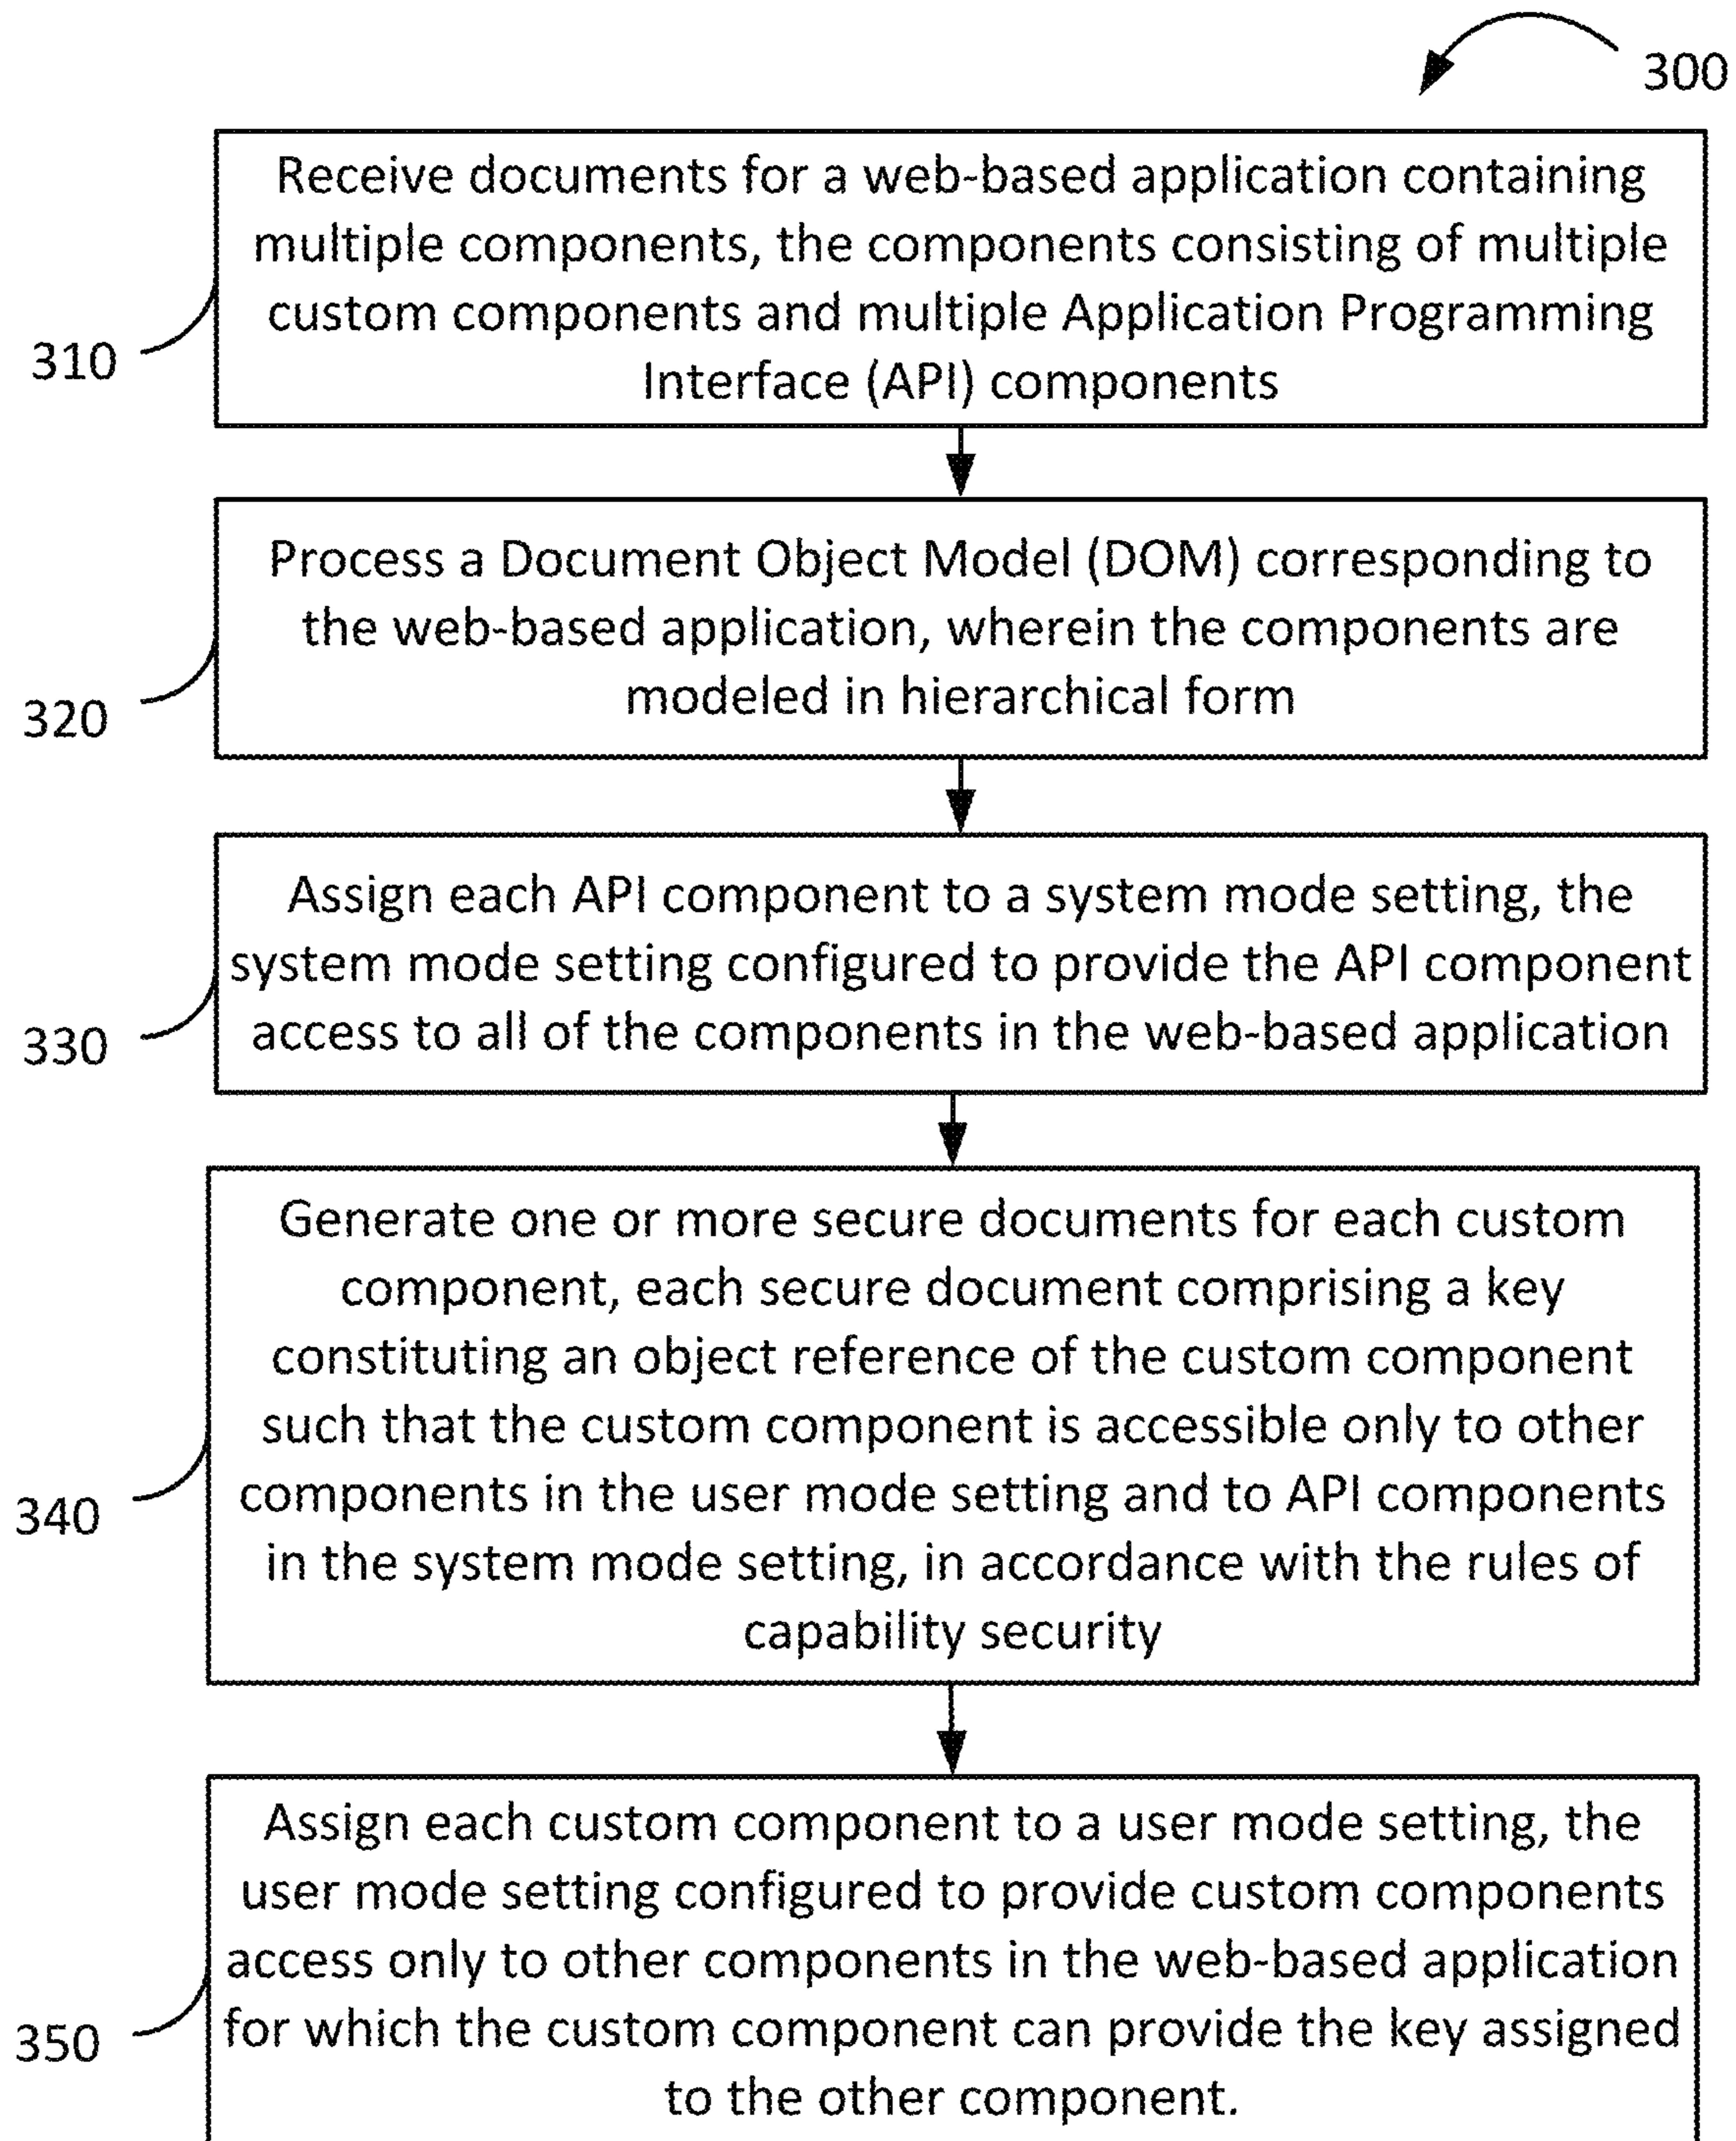 300
Receive documents for a web-based application containing
multiple components, the components consisting of multiple
custom components and multiple Application Programming
Interface (API) components
310
Process a Document Object Model (DOM) corresponding to
the web-based application, wherein the components are
modeled in hierarchical form
320
Assign each API component to a system mode setting, the
system mode setting configured to provide the API component
access to all of the components in the web-based application
330
Generate one or more secure documents for each custom
component, each secure document comprising a key
constituting an object reference of the custom component
such that the custom component is accessible only to other
components in the user mode setting and to API components
in the system mode setting, in accordance with the rules of
capability security
340
Assign each custom component to a user mode setting, the
user mode setting configured to provide custom components
access only to other components in the web-based application
for which the custom component can provide the key assigned
to the other component.
350